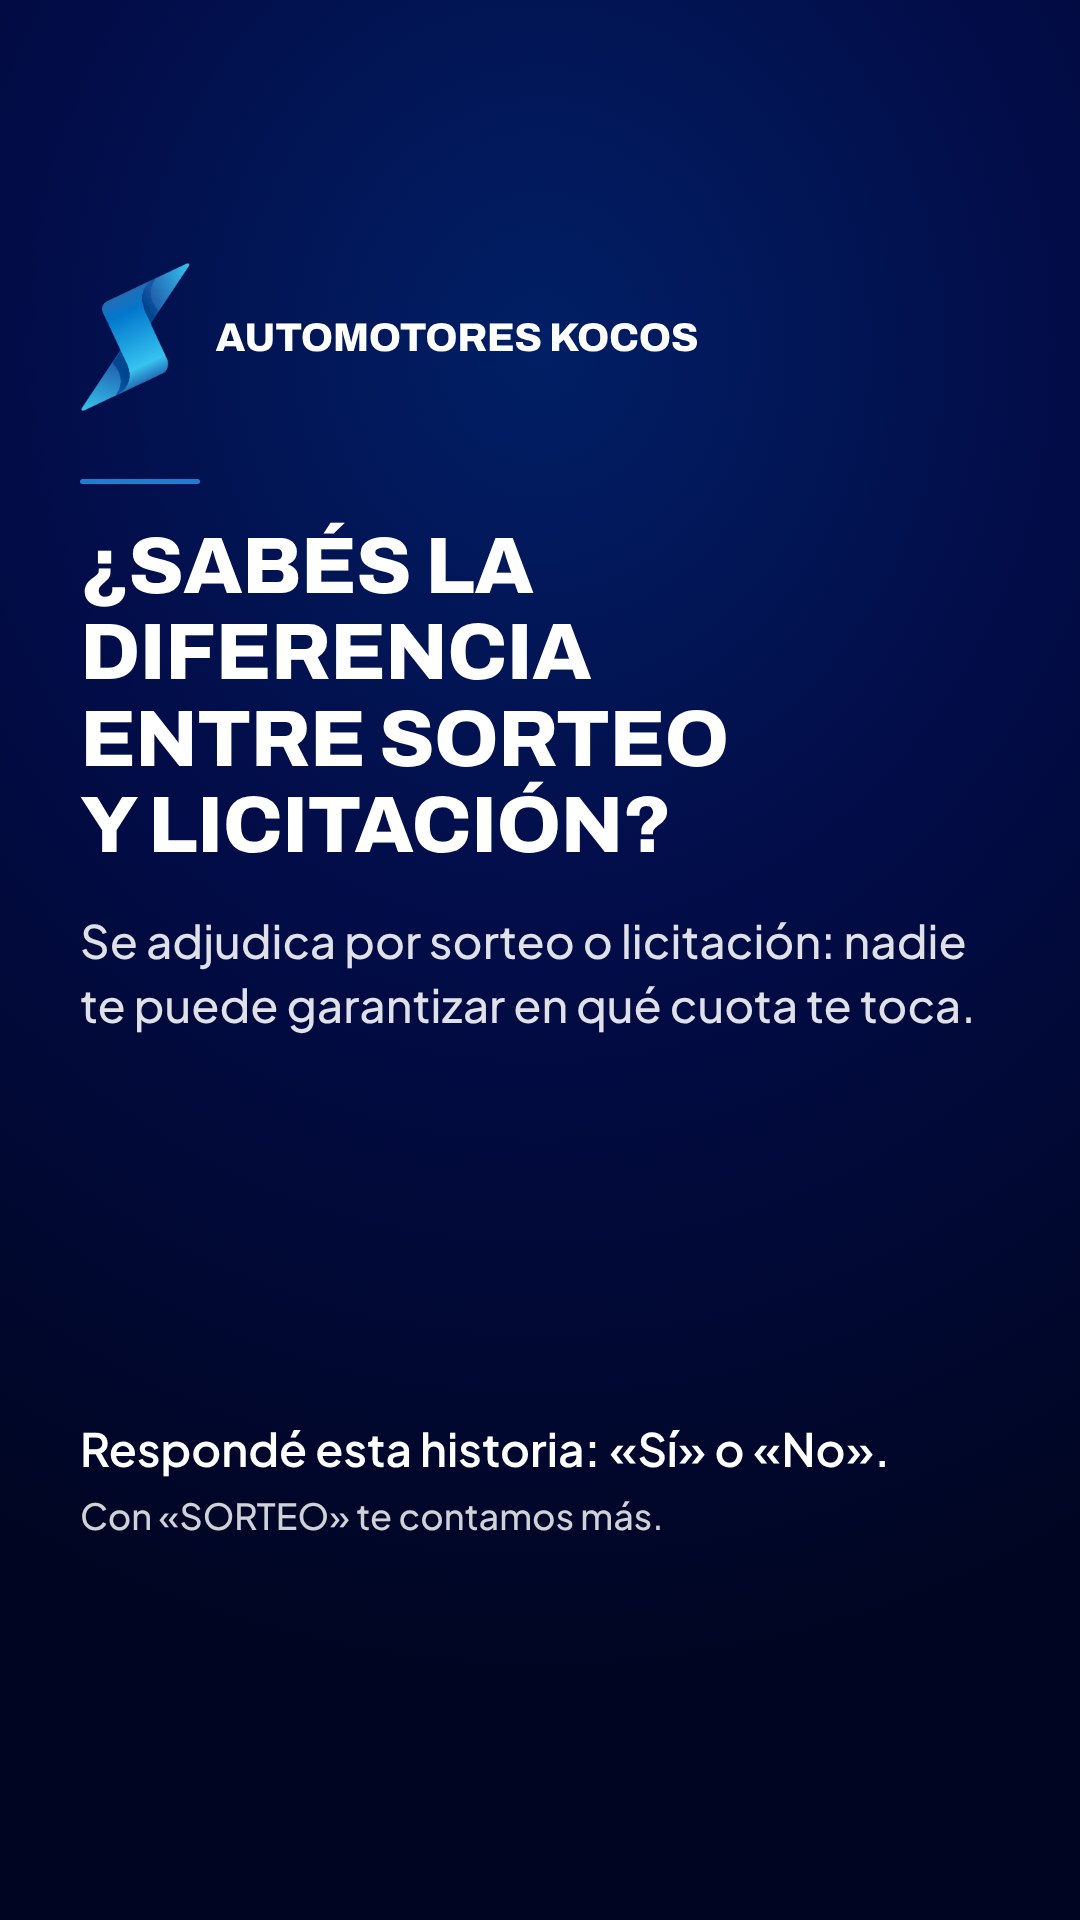 AUTOMOTORES KOCOS
¿SABÉS LA
DIFERENCIA
ENTRE SORTEO
Y LICITACIÓN?
Se adjudica por sorteo o licitación: nadie
te puede garantizar en qué cuota te toca.
Respondé esta historia: «Sí» o «No».
Con «SORTEO» te contamos más.